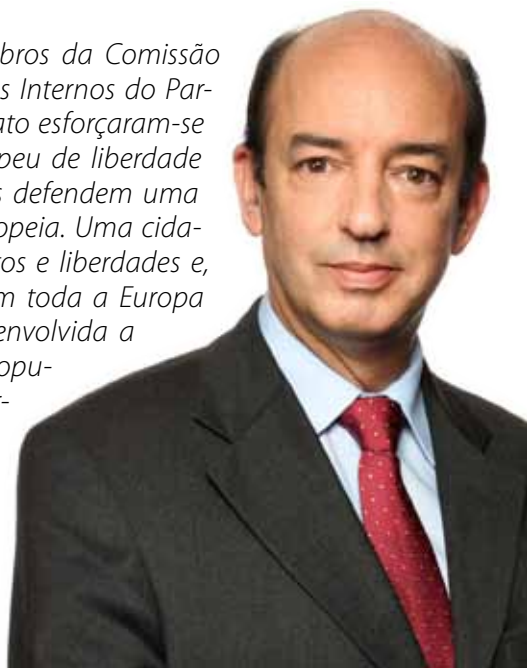 bros da Comissão
s Internos do Par-
ato esforçaram-se
peu de liberdade
s defendem uma
opeia. Uma cida-
os e liberdades e,
m toda a Europa
envolvida a
opu-
r-